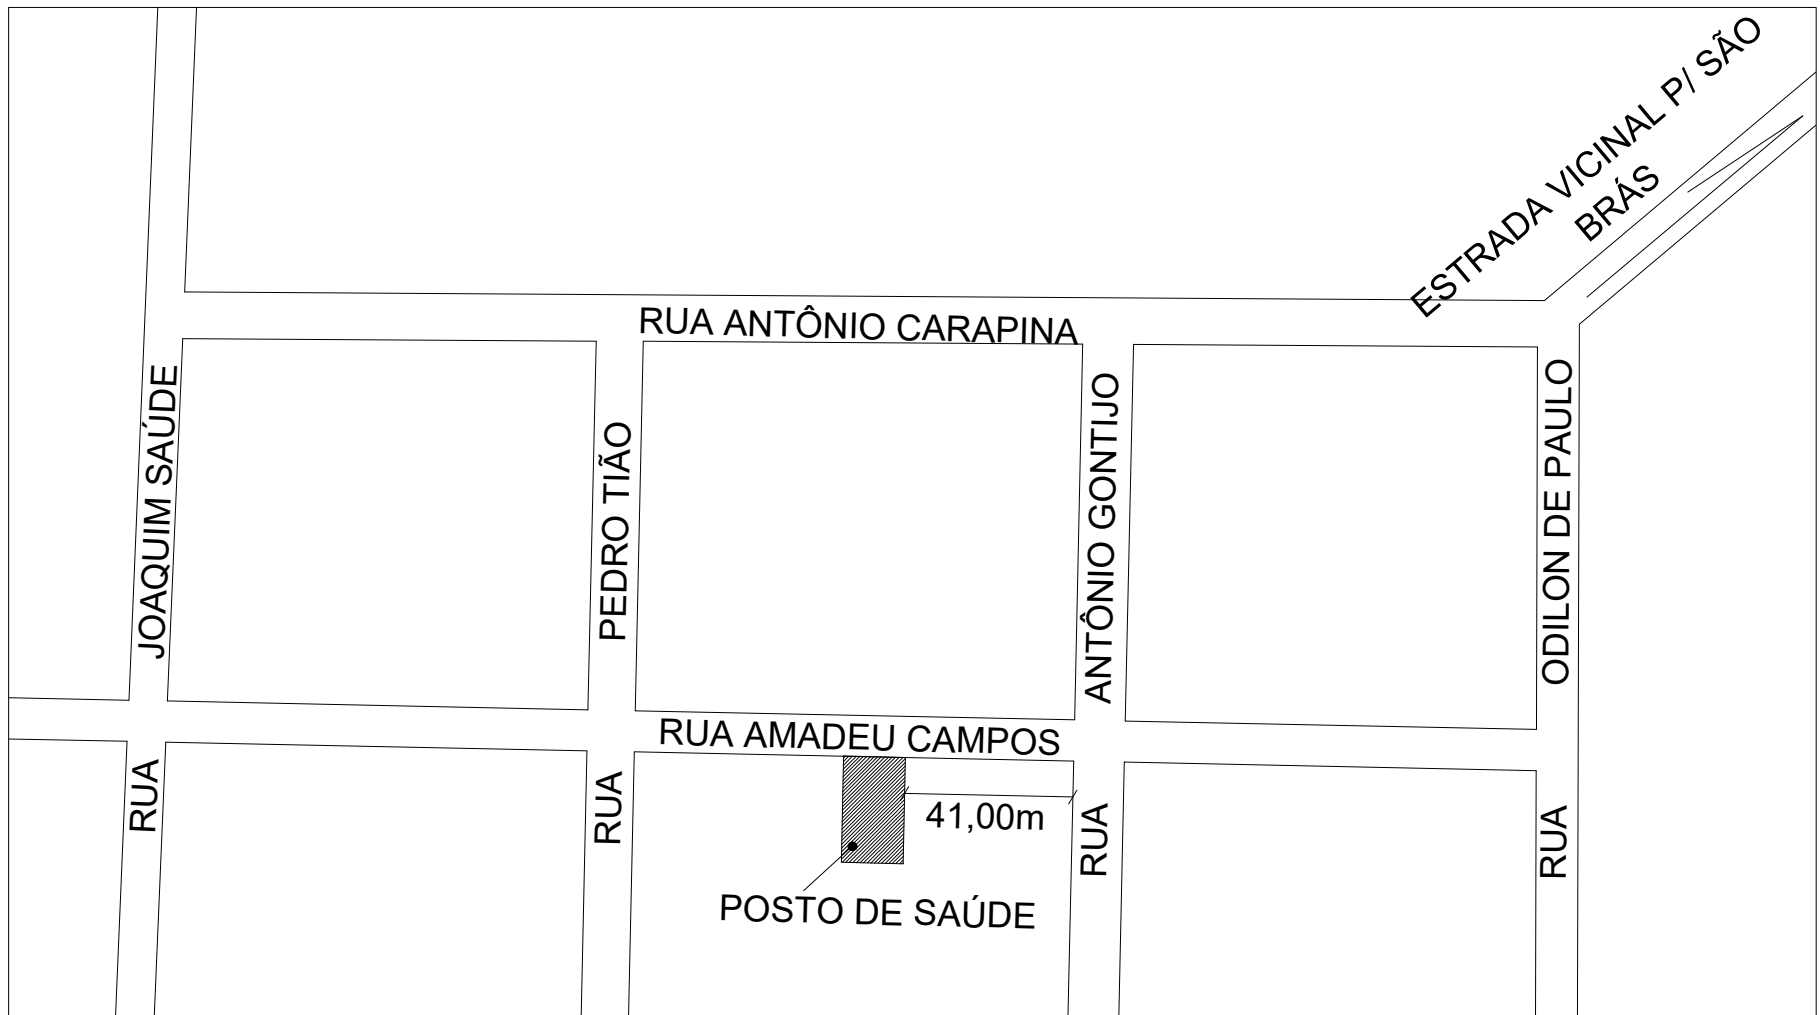 ESTRADA VICINAL P/ SÃO
BRÁS
RUA ANTÔNIO CARAPINA
JOAQUIM SAÚDE
PEDRO TIÃO
ANTÔNIO GONTIJO
ODILON DE PAULO
RUA AMADEU CAMPOS
RUA
RUA
41,00m
RUA
RUA
POSTO DE SAÚDE